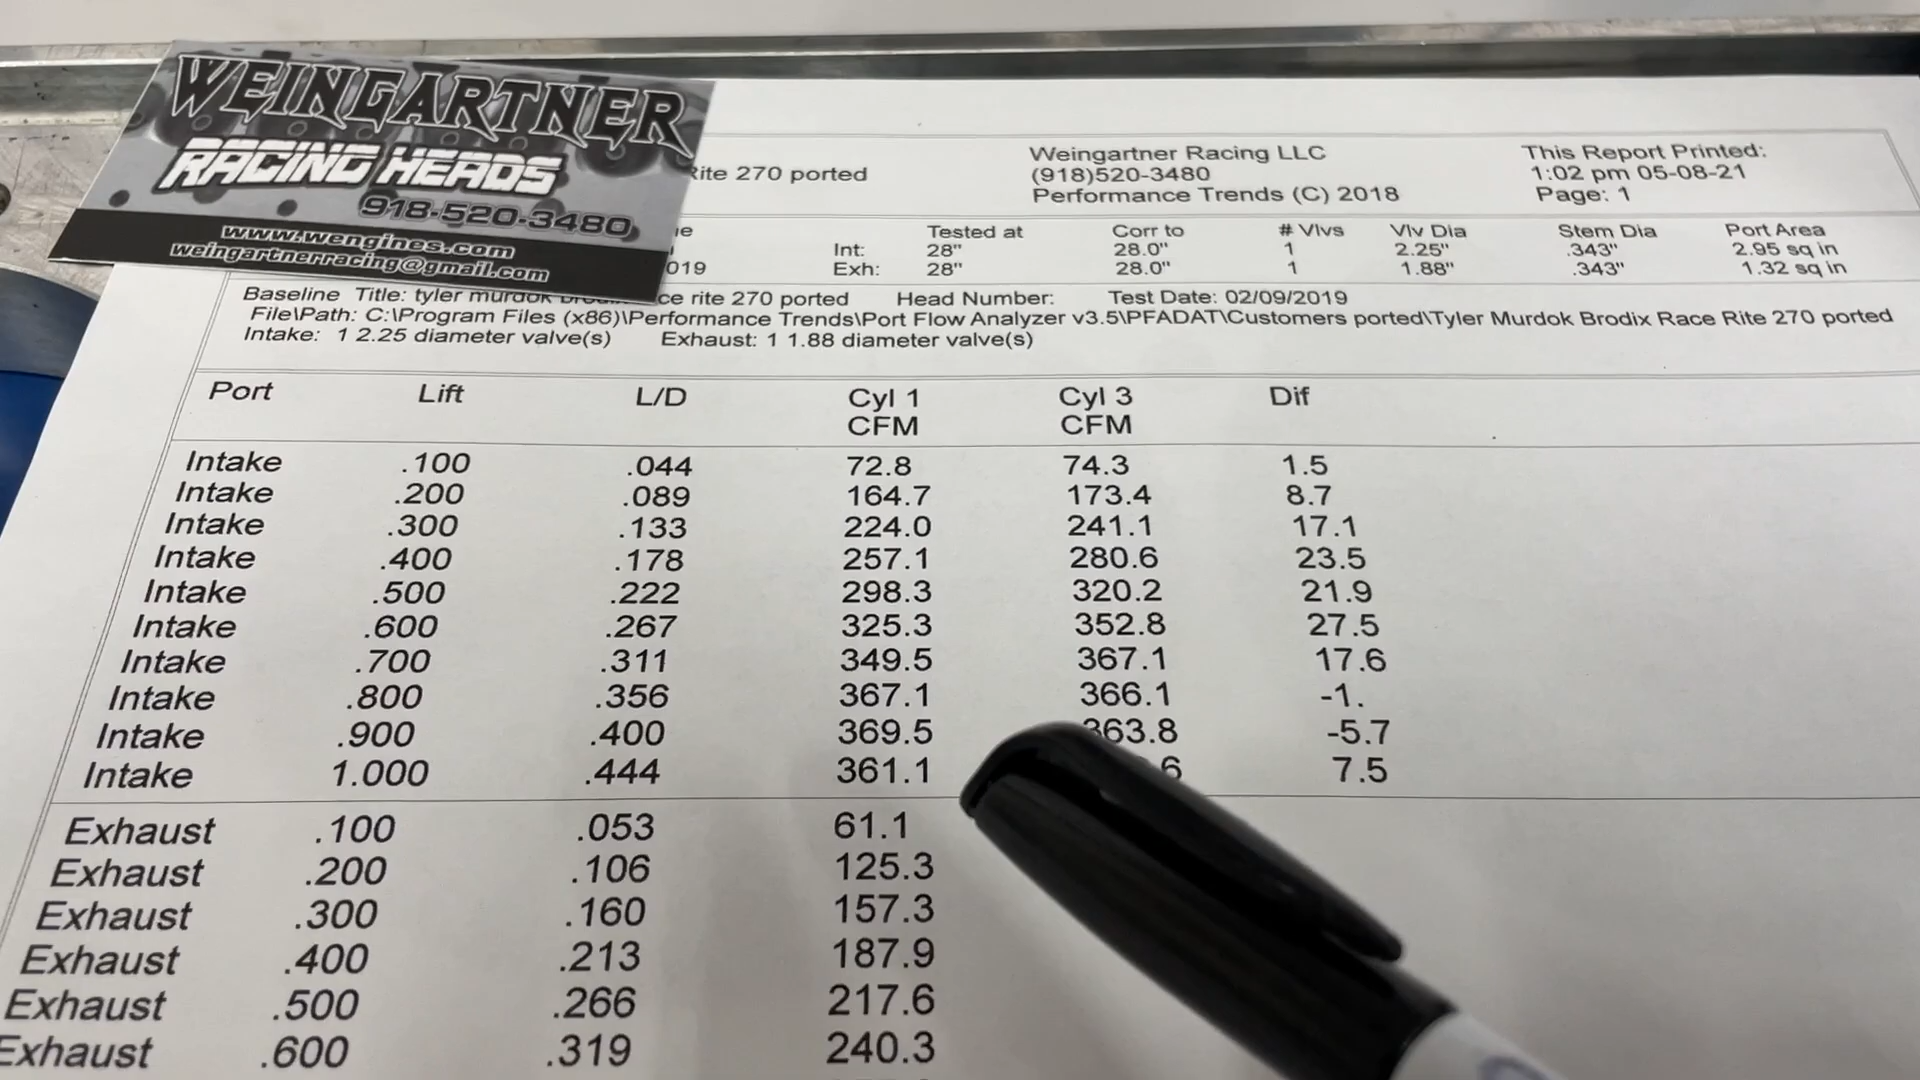 WEINGARTNER
RACING HEADS
918-520-3480
www.wengines.com
weingartnerracing@gmail.com
Rite 270 ported
Weingartner Racing LLC
(918)520-3480
Performance Trends (C) 2018
This Report Printed:
1:02 pm 05-08-21
Page: 1
Tested at Corr to # Vlvs Vlv Dia Stem Dia Port Area
Int: 28" 28.0" 1 2.25" .343" 2.95 sq in
019 Exh: 28" 28.0" 1 1.88" .343" 1.32 sq in
Baseline Title: tyler murdok rite 270 ported Head Number: Test Date: 02/09/2019
File\Path: C:\Program Files (x86)\Performance Trends\Port Flow Analyzer v3.5\PFADAT\Customers ported\Tyler Murdok Brodix Race Rite 270 ported
Intake: 1 2.25 diameter valve(s) Exhaust: 1 1.88 diameter valve(s)
Port Lift L/D Cyl 1 Cyl 3 Dif
CFM CFM
Intake .100 .044 72.8 74.3 1.5
Intake .200 .089 164.7 173.4 8.7
Intake .300 .133 224.0 241.1 17.1
Intake .400 .178 257.1 280.6 23.5
Intake .500 .222 298.3 320.2 21.9
Intake .600 .267 325.3 352.8 27.5
Intake .700 .311 349.5 367.1 17.6
Intake .800 .356 367.1 366.1 -1.
Intake .900 .400 369.5 363.8 -5.7
Intake 1.000 .444 361.1 6 7.5
Exhaust .100 .053 61.1
Exhaust .200 .106 125.3
Exhaust .300 .160 157.3
Exhaust .400 .213 187.9
Exhaust .500 .266 217.6
Exhaust .600 .319 240.3